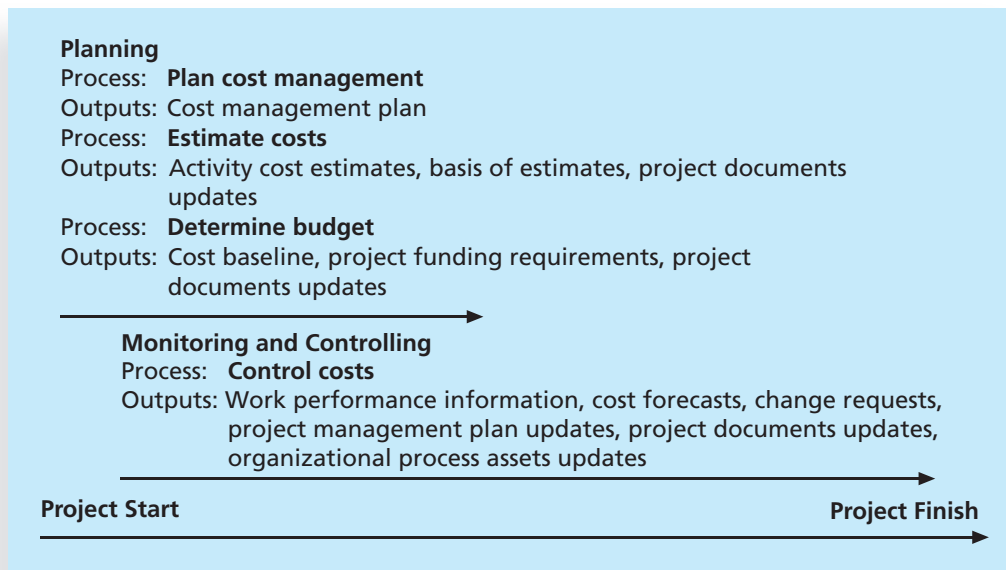 Planning
Process: Plan cost management
Outputs: Cost management plan
Process: Estimate costs
Outputs: Activity cost estimates, basis of estimates, project documents
updates
Process: Determine budget
Outputs: Cost baseline, project funding requirements, project
documents updates
Monitoring and Controlling
Process: Control costs
Outputs: Work performance information, cost forecasts, change requests,
project management plan updates, project documents updates,
organizational process assets updates
Project Start Project Finish